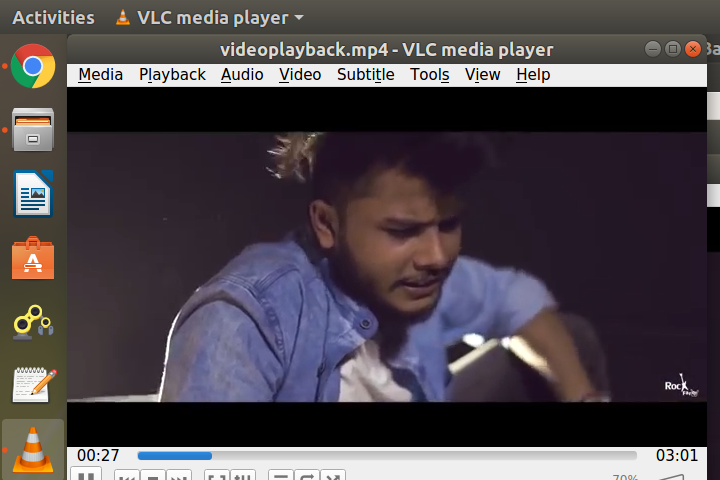 Activities VLC media player
videoplayback.mp4 - VLC media player
Media Playback Audio Video Subtitle Tools View Help
Rock
00:27 03:01
70%